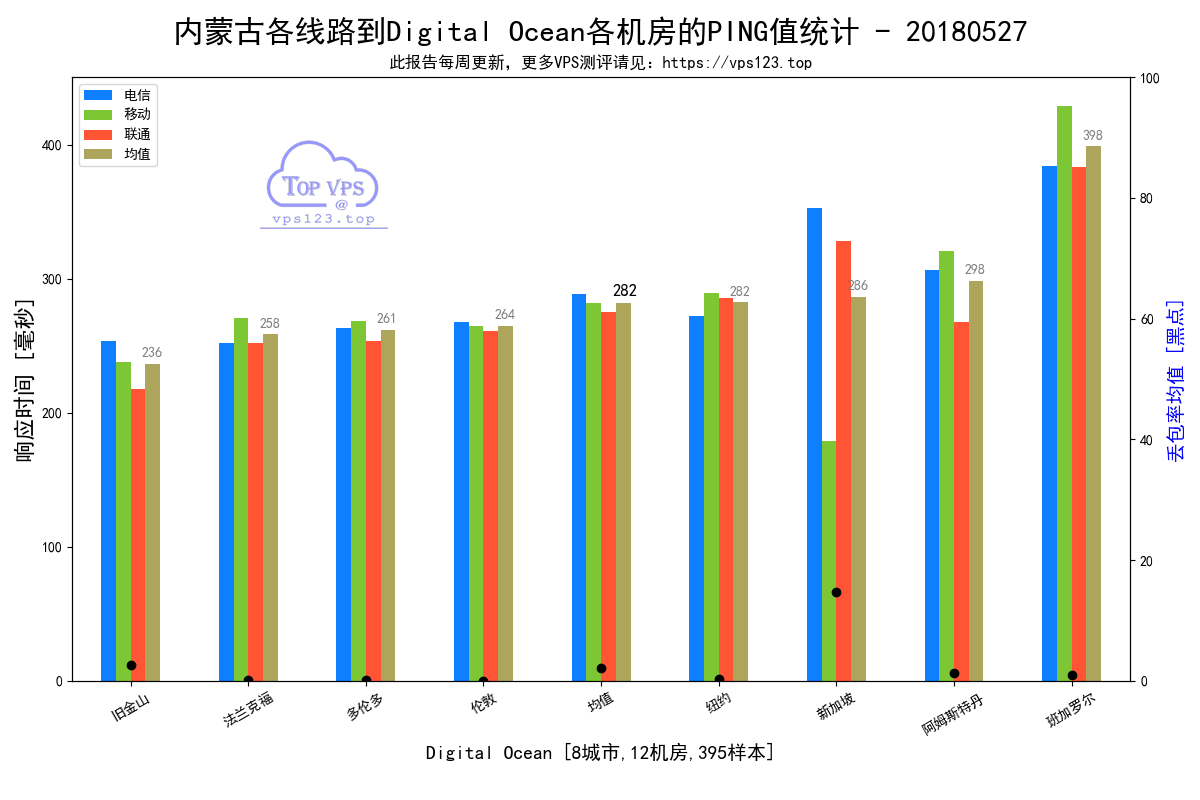 内蒙古各线路到Digital Ocean各机房的PING值统计 - 20180527
此报告每周更新，更多VPS测评请见：https://vps123.top
电信
移动
联通
均值
TOP VPS
@
vps123.top
响应时间 [毫秒]
丢包率均值 [黑点]
400
300
200
100
0
100
80
60
40
20
0
236
258
261
264
282
282
286
298
398
旧金山
法兰克福
多伦多
伦敦
均值
纽约
新加坡
阿姆斯特丹
班加罗尔
Digital Ocean [8城市,12机房,395样本]